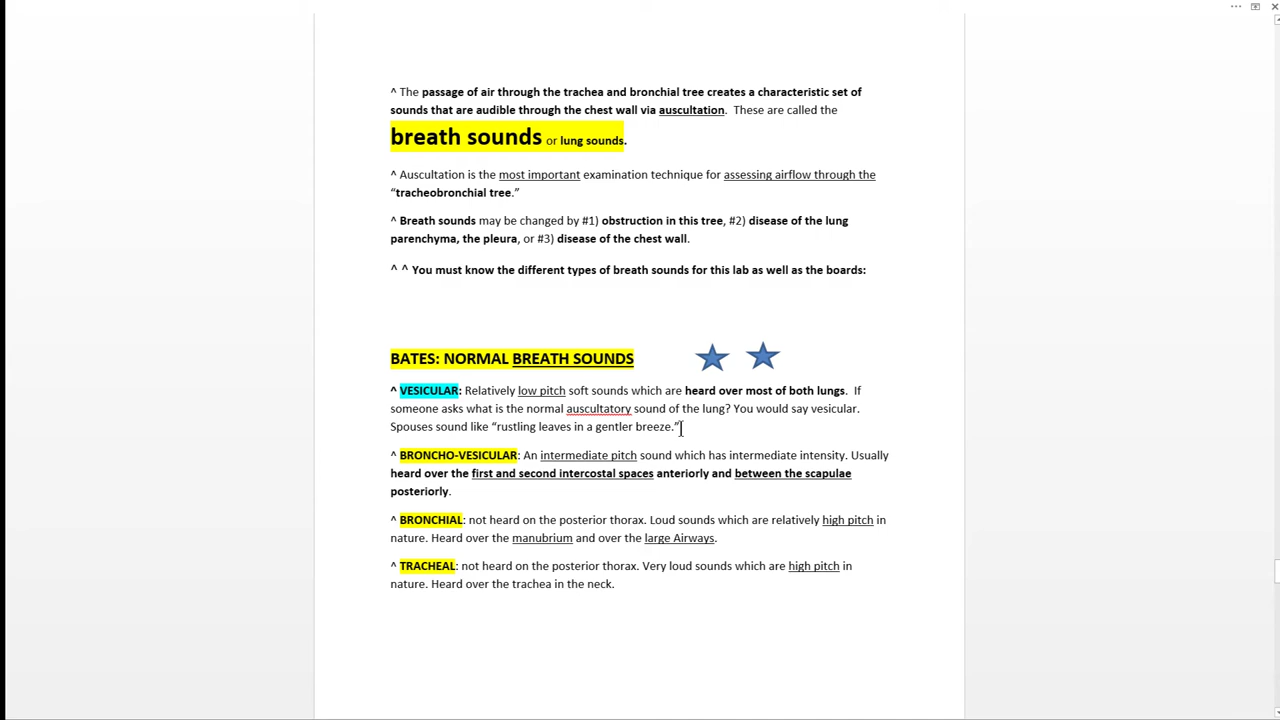 ^ The passage of air through the trachea and bronchial tree creates a characteristic set of
sounds that are audible through the chest wall via auscultation.  These are called the
breath sounds or lung sounds.
^ Auscultation is the most important examination technique for assessing airflow through the
“tracheobronchial tree.”
^ Breath sounds may be changed by #1) obstruction in this tree, #2) disease of the lung
parenchyma, the pleura, or #3) disease of the chest wall.
^ ^ You must know the different types of breath sounds for this lab as well as the boards:
BATES: NORMAL BREATH SOUNDS
^ VESICULAR: Relatively low pitch soft sounds which are heard over most of both lungs.  If
someone asks what is the normal auscultatory sound of the lung? You would say vesicular.
Spouses sound like “rustling leaves in a gentler breeze.”
^ BRONCHO-VESICULAR: An intermediate pitch sound which has intermediate intensity. Usually
heard over the first and second intercostal spaces anteriorly and between the scapulae
posteriorly.
^ BRONCHIAL: not heard on the posterior thorax. Loud sounds which are relatively high pitch in
nature. Heard over the manubrium and over the large Airways.
^ TRACHEAL: not heard on the posterior thorax. Very loud sounds which are high pitch in
nature. Heard over the trachea in the neck.